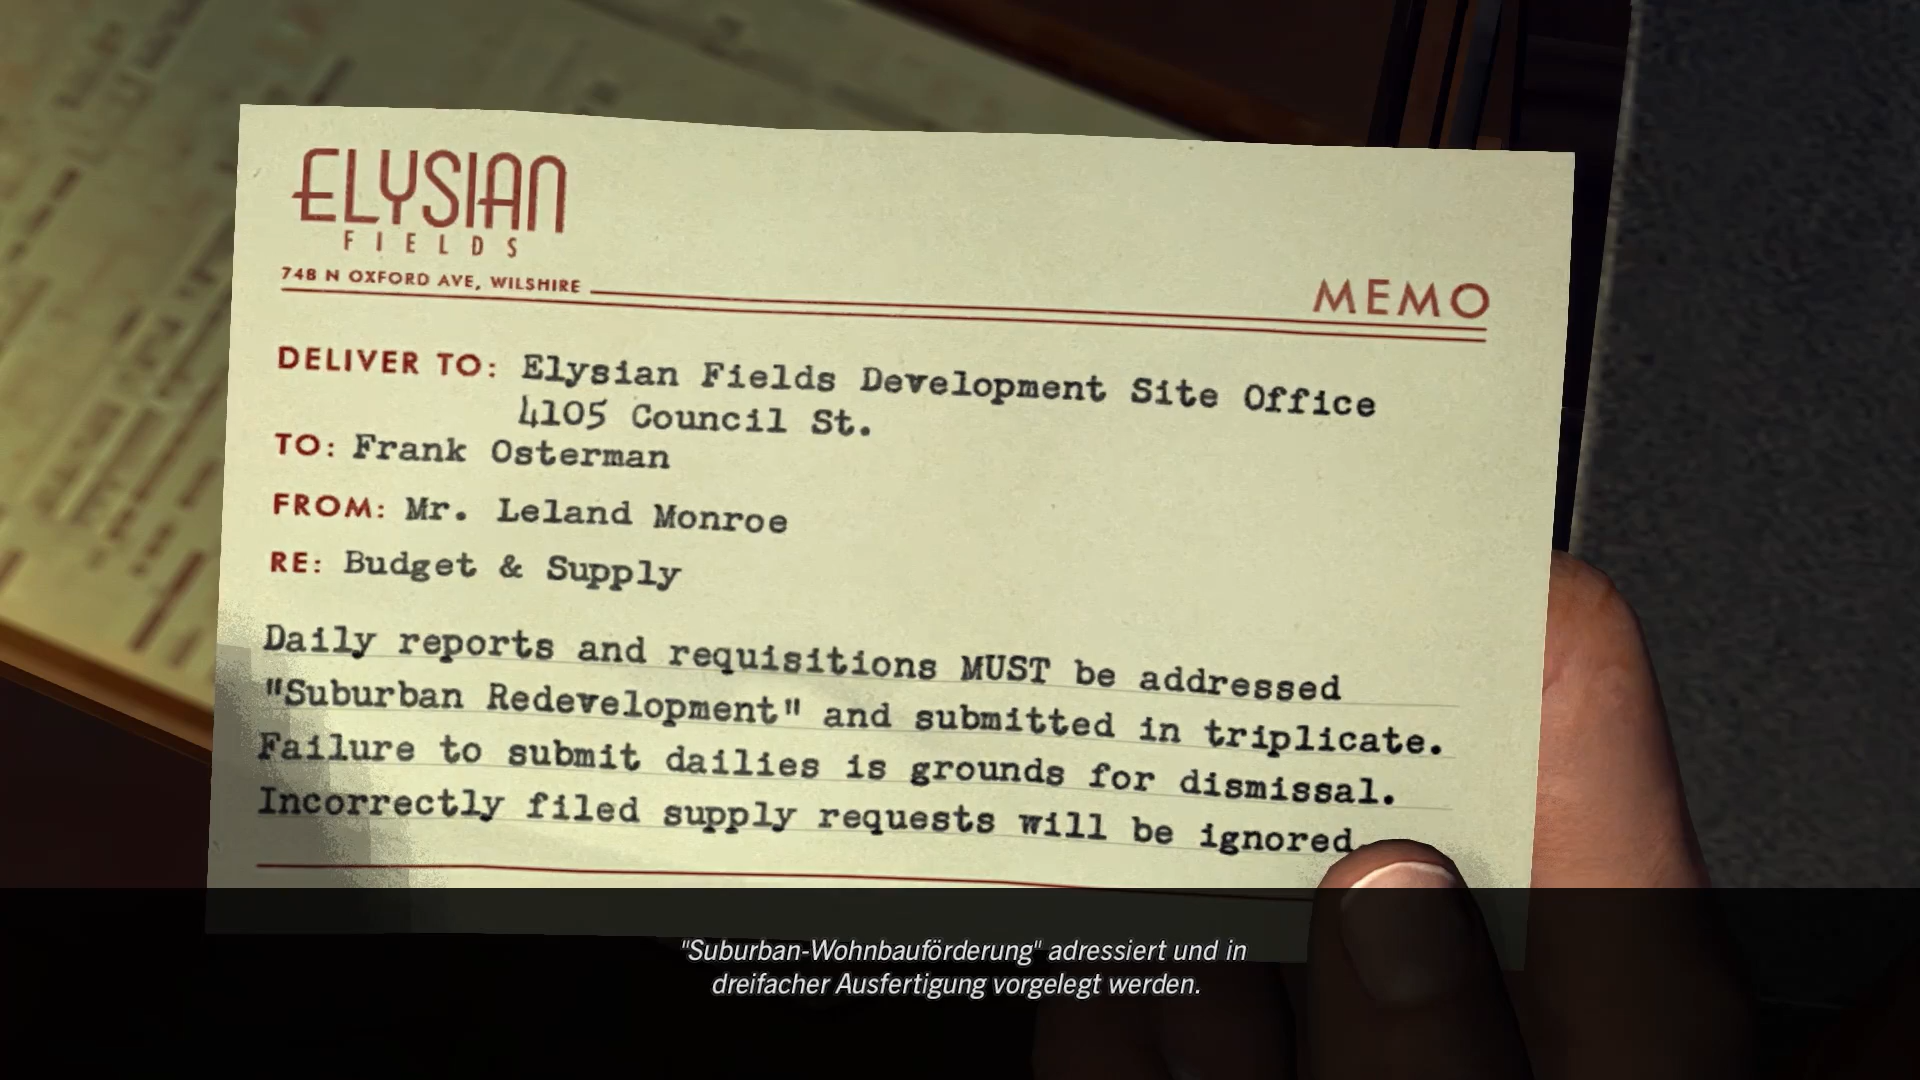 ELYSIAN
FIELDS
748 N OXFORD AVE, WILSHIRE
MEMO
DELIVER TO: Elysian Fields Development Site Office
4105 Council St.
TO: Frank Osterman
FROM: Mr. Leland Monroe
RE: Budget & Supply
Daily reports and requisitions MUST be addressed
"Suburban Redevelopment" and submitted in triplicate.
Failure to submit dailies is grounds for dismissal.
Incorrectly filed supply requests will be ignored.
"Suburban-Wohnbauförderung" adressiert und in
dreifacher Ausfertigung vorgelegt werden.